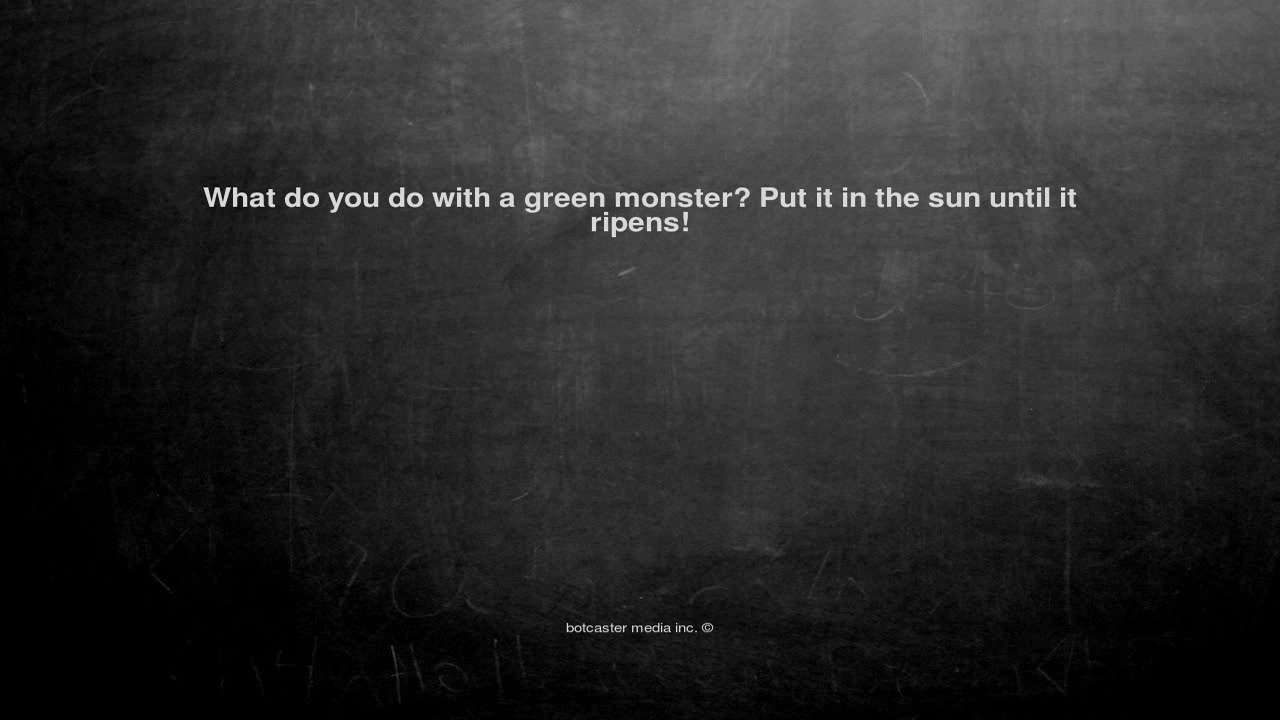 What do you do with a green monster? Put it in the sun until it
ripens!
botcaster media inc. ©